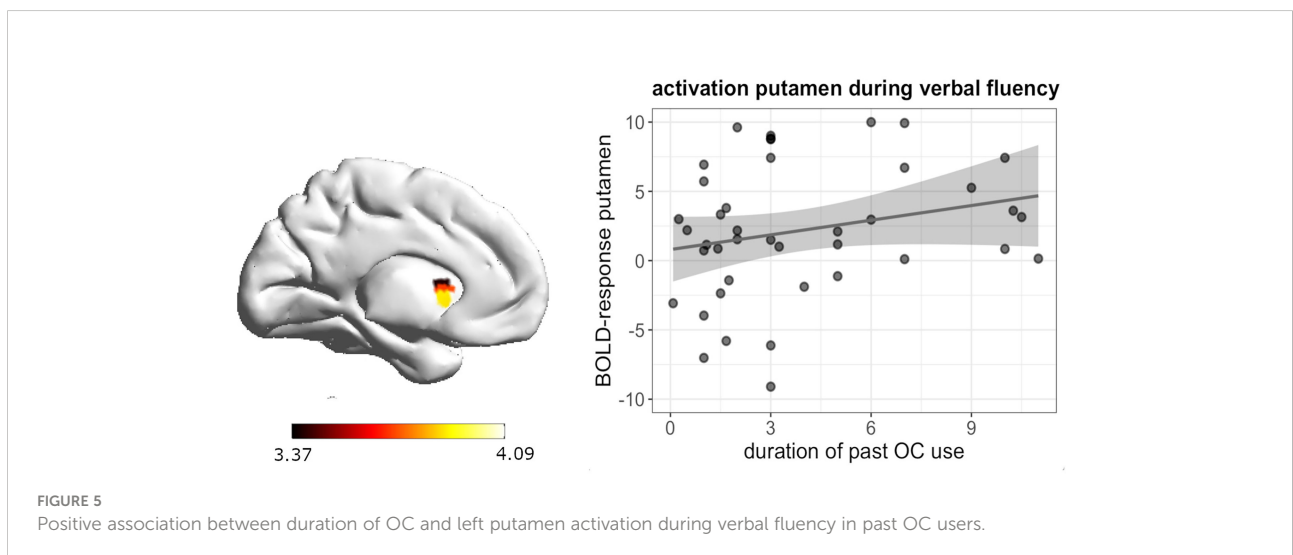 activation putamen during verbal fluency
10
5
0
-5
-10
BOLD-response putamen
0 3 6 9
duration of past OC use
3.37 4.09
FIGURE 5
Positive association between duration of OC and left putamen activation during verbal fluency in past OC users.